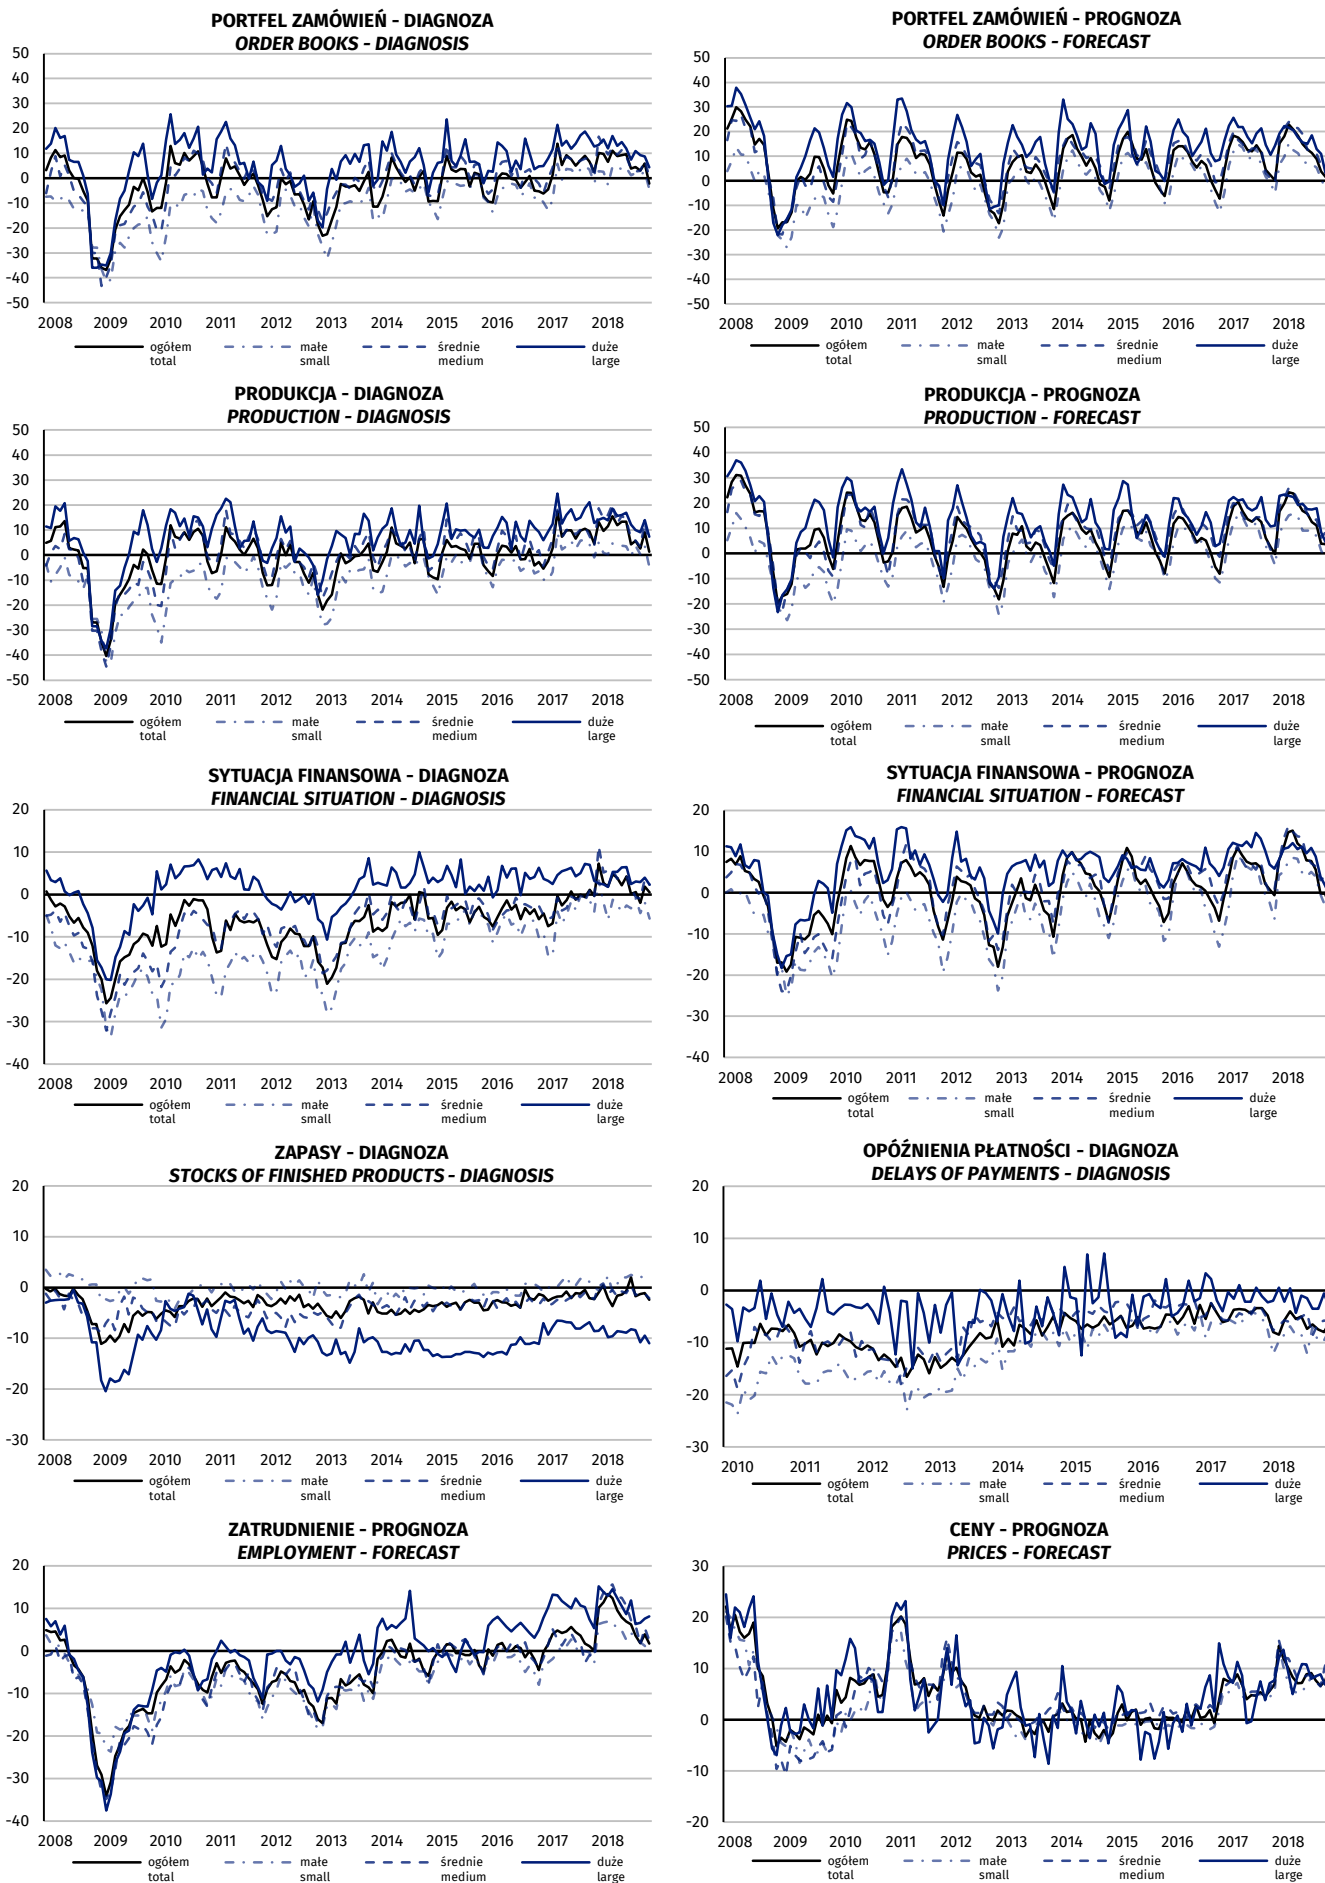 PORTFEL ZAMÓWIEŃ - DIAGNOZA
ORDER BOOKS - DIAGNOSIS
50
40
30
20
10
0
-10
-20
-30
-40
-50
2008 2009 2010 2011 2012 2013 2014 2015 2016 2017 2018
ogółem małe średnie duże
total small medium large
PORTFEL ZAMÓWIEŃ - PROGNOZA
ORDER BOOKS - FORECAST
50
40
30
20
10
0
-10
-20
-30
-40
-50
2008 2009 2010 2011 2012 2013 2014 2015 2016 2017 2018
ogółem małe średnie duże
total small medium large
PRODUKCJA - DIAGNOZA
PRODUCTION - DIAGNOSIS
50
40
30
20
10
0
-10
-20
-30
-40
-50
2008 2009 2010 2011 2012 2013 2014 2015 2016 2017 2018
ogółem małe średnie duże
total small medium large
PRODUKCJA - PROGNOZA
PRODUCTION - FORECAST
50
40
30
20
10
0
-10
-20
-30
-40
-50
2008 2009 2010 2011 2012 2013 2014 2015 2016 2017 2018
ogółem małe średnie duże
total small medium large
SYTUACJA FINANSOWA - DIAGNOZA
FINANCIAL SITUATION - DIAGNOSIS
20
10
0
-10
-20
-30
-40
2008 2009 2010 2011 2012 2013 2014 2015 2016 2017 2018
ogółem małe średnie duże
total small medium large
SYTUACJA FINANSOWA - PROGNOZA
FINANCIAL SITUATION - FORECAST
20
10
0
-10
-20
-30
-40
2008 2009 2010 2011 2012 2013 2014 2015 2016 2017 2018
ogółem małe średnie duże
total small medium large
ZAPASY - DIAGNOZA
STOCKS OF FINISHED PRODUCTS - DIAGNOSIS
20
10
0
-10
-20
-30
2008 2009 2010 2011 2012 2013 2014 2015 2016 2017 2018
ogółem małe średnie duże
total small medium large
OPÓŹNIENIA PŁATNOŚCI - DIAGNOZA
DELAYS OF PAYMENTS - DIAGNOSIS
20
10
0
-10
-20
-30
2010 2011 2012 2013 2014 2015 2016 2017 2018
ogółem małe średnie duże
total small medium large
ZATRUDNIENIE - PROGNOZA
EMPLOYMENT - FORECAST
20
10
0
-10
-20
-30
-40
2008 2009 2010 2011 2012 2013 2014 2015 2016 2017 2018
ogółem małe średnie duże
total small medium large
CENY - PROGNOZA
PRICES - FORECAST
30
20
10
0
-10
-20
2008 2009 2010 2011 2012 2013 2014 2015 2016 2017 2018
ogółem małe średnie duże
total small medium large